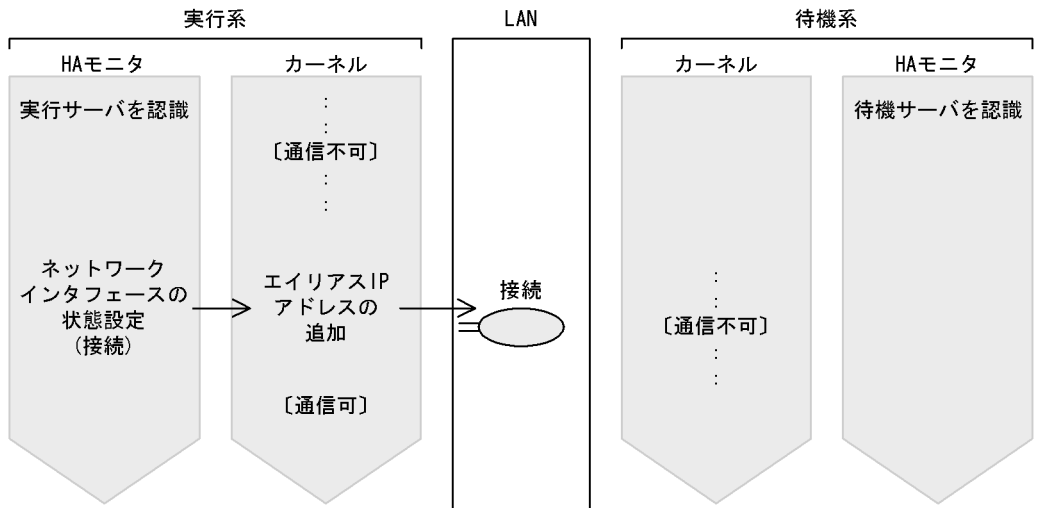 実行系
LAN
待機系
HAモニタ
カーネル
カーネル
HAモニタ
実行サーバを認識
:
:
〔通信不可〕
:
:
待機サーバを認識
ネットワーク
インタフェースの
状態設定
(接続)
エイリアスIP
アドレスの
追加
接続
:
:
〔通信不可〕
:
:
〔通信可〕